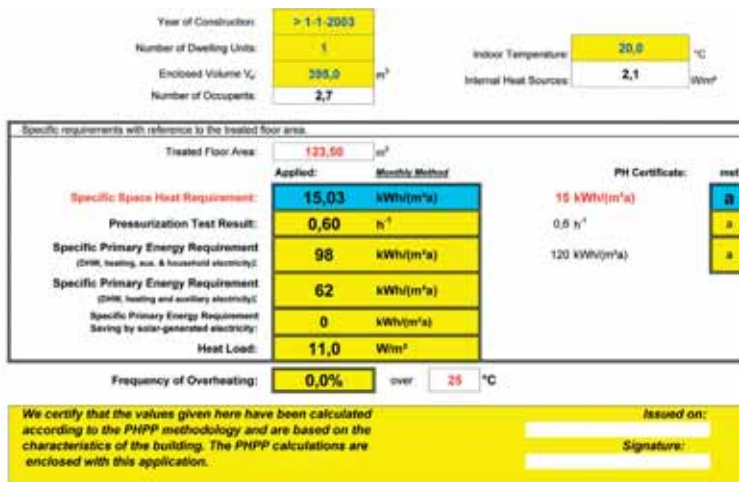 Year of Construction: > 1-1-2003
Number of Dwelling Units: 1
Enclosed Volume Ve: 395,0 m³
Number of Occupants: 2,7
Indoor Temperature: 20,0 °C
Internal Heat Sources: 2,1 W/m²
Specific requirements with reference to the treated floor area.
Treated Floor Area: 123,50 m²
Applied: Monthly Method PH Certificate:
Specific Space Heat Requirement: 15,03 kWh/(m²a) 15 kWh/(m²a) a
Pressurization Test Result: 0,60 h-1 0,6 h-1 a
Specific Primary Energy Requirement
(DHW, heating, aux. & household electricity): 98 kWh/(m²a) 120 kWh/(m²a) a
Specific Primary Energy Requirement
(DHW, heating and auxiliary electricity): 62 kWh/(m²a)
Specific Primary Energy Requirement
Saving by solar-generated electricity: 0 kWh/(m²a)
Heat Load: 11,0 W/m²
Frequency of Overheating: 0,0% over 25 °C
We certify that the values given here have been calculated
according to the PHPP methodology and are based on the
characteristics of the building. The PHPP calculations are
enclosed with this application.
Issued on:
Signature: